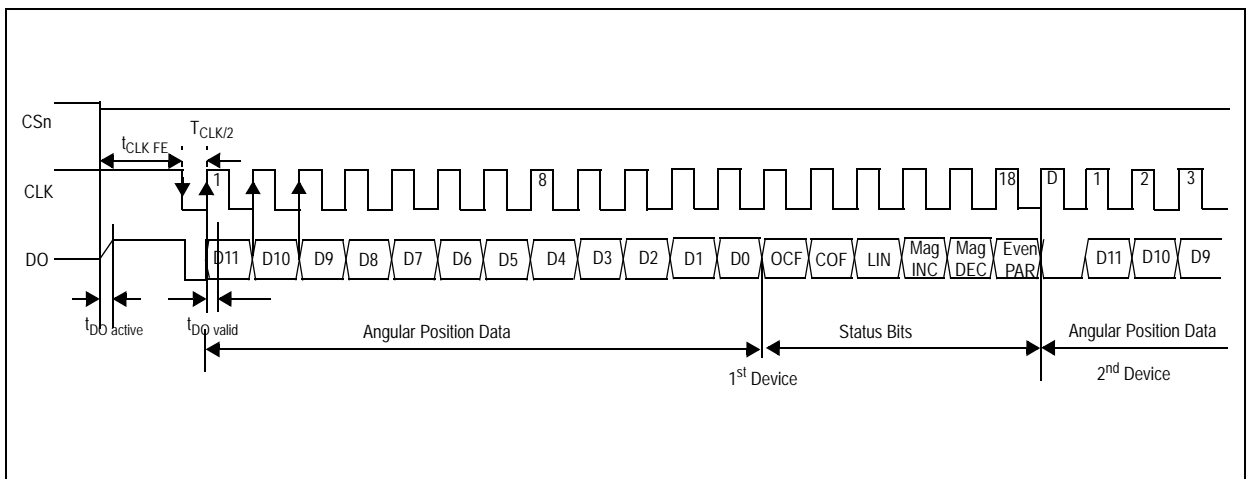 CSn
tCLK FE
TCLK/2
CLK
1
8
18
D
1
2
3
DO
D11
D10
D9
D8
D7
D6
D5
D4
D3
D2
D1
D0
OCF
COF
LIN
Mag
INC
Mag
DEC
Even
PAR
D11
D10
D9
tDO active
tDO valid
Angular Position Data
Status Bits
Angular Position Data
1st Device
2nd Device